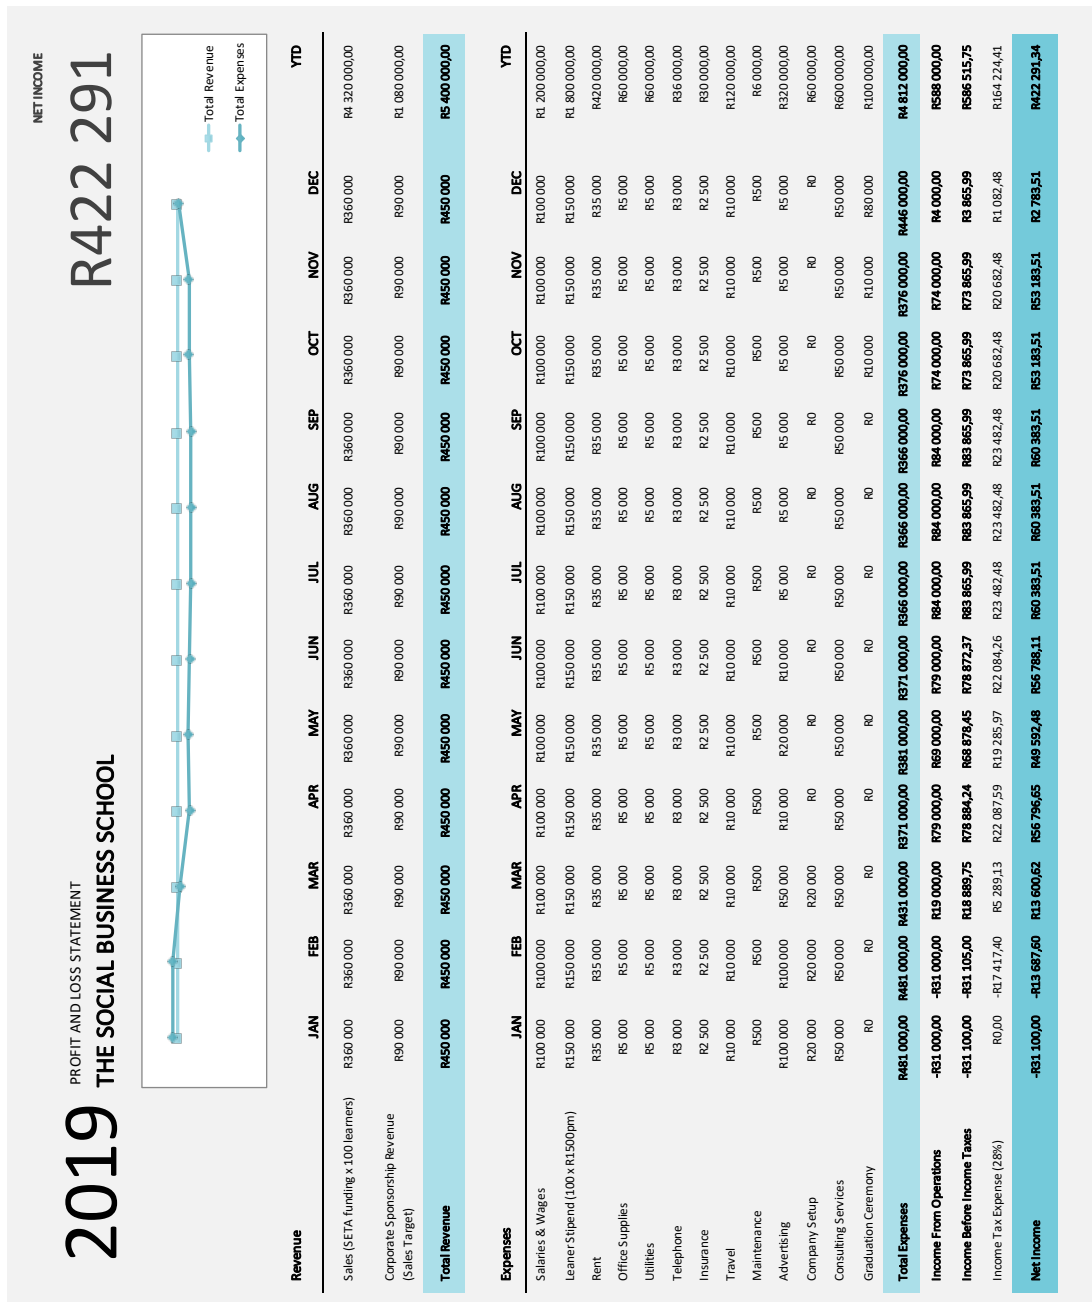 2019 PROFIT AND LOSS STATEMENT NET INCOME
THE SOCIAL BUSINESS SCHOOL R422 291
Total Revenue
Total Expenses
Revenue JAN FEB MAR APR MAY JUN JUL AUG SEP OCT NOV DEC YTD
Sales (SETA funding x 100 learners) R360 000 R360 000 R360 000 R360 000 R360 000 R360 000 R360 000 R360 000 R360 000 R360 000 R360 000 R360 000 R4 320 000,00
Corporate Sponsorship Revenue
(Sales Target) R90 000 R90 000 R90 000 R90 000 R90 000 R90 000 R90 000 R90 000 R90 000 R90 000 R90 000 R90 000 R1 080 000,00
Total Revenue R450 000 R450 000 R450 000 R450 000 R450 000 R450 000 R450 000 R450 000 R450 000 R450 000 R450 000 R450 000 R5 400 000,00
Expenses JAN FEB MAR APR MAY JUN JUL AUG SEP OCT NOV DEC YTD
Salaries & Wages R100 000 R100 000 R100 000 R100 000 R100 000 R100 000 R100 000 R100 000 R100 000 R100 000 R100 000 R100 000 R1 200 000,00
Leaner Stipend (100 x R1500pm) R150 000 R150 000 R150 000 R150 000 R150 000 R150 000 R150 000 R150 000 R150 000 R150 000 R150 000 R150 000 R1 800 000,00
Rent R35 000 R35 000 R35 000 R35 000 R35 000 R35 000 R35 000 R35 000 R35 000 R35 000 R35 000 R35 000 R420 000,00
Office Supplies R5 000 R5 000 R5 000 R5 000 R5 000 R5 000 R5 000 R5 000 R5 000 R5 000 R5 000 R5 000 R60 000,00
Utilities R5 000 R5 000 R5 000 R5 000 R5 000 R5 000 R5 000 R5 000 R5 000 R5 000 R5 000 R5 000 R60 000,00
Telephone R3 000 R3 000 R3 000 R3 000 R3 000 R3 000 R3 000 R3 000 R3 000 R3 000 R3 000 R3 000 R36 000,00
Insurance R2 500 R2 500 R2 500 R2 500 R2 500 R2 500 R2 500 R2 500 R2 500 R2 500 R2 500 R2 500 R30 000,00
Travel R10 000 R10 000 R10 000 R10 000 R10 000 R10 000 R10 000 R10 000 R10 000 R10 000 R10 000 R10 000 R120 000,00
Maintenance R500 R500 R500 R500 R500 R500 R500 R500 R500 R500 R500 R500 R6 000,00
Advertising R100 000 R100 000 R50 000 R10 000 R20 000 R10 000 R5 000 R5 000 R5 000 R5 000 R5 000 R5 000 R320 000,00
Company Setup R20 000 R20 000 R20 000 R0 R0 R0 R0 R0 R0 R0 R0 R0 R60 000,00
Consulting Services R50 000 R50 000 R50 000 R50 000 R50 000 R50 000 R50 000 R50 000 R50 000 R50 000 R50 000 R50 000 R600 000,00
Graduation Ceremony R0 R0 R0 R0 R0 R0 R0 R0 R0 R10 000 R10 000 R80 000 R100 000,00
Total Expenses R481 000,00 R481 000,00 R431 000,00 R371 000,00 R381 000,00 R371 000,00 R366 000,00 R366 000,00 R366 000,00 R376 000,00 R376 000,00 R446 000,00 R4 812 000,00
Income From Operations -R31 000,00 -R31 000,00 R19 000,00 R79 000,00 R69 000,00 R79 000,00 R84 000,00 R84 000,00 R84 000,00 R74 000,00 R74 000,00 R4 000,00 R588 000,00
Income Before Income Taxes -R31 100,00 -R31 105,00 R18 889,75 R78 884,24 R68 878,45 R78 872,37 R83 865,99 R83 865,99 R83 865,99 R73 865,99 R73 865,99 R3 865,99 R586 515,75
Income Tax Expense (28%) R0,00 -R17 417,40 R5 289,13 R22 087,59 R19 285,97 R22 084,26 R23 482,48 R23 482,48 R23 482,48 R20 682,48 R20 682,48 R1 082,48 R164 224,41
Net Income -R31 100,00 -R13 687,60 R13 600,62 R56 796,65 R49 592,48 R56 788,11 R60 383,51 R60 383,51 R60 383,51 R53 183,51 R53 183,51 R2 783,51 R422 291,34